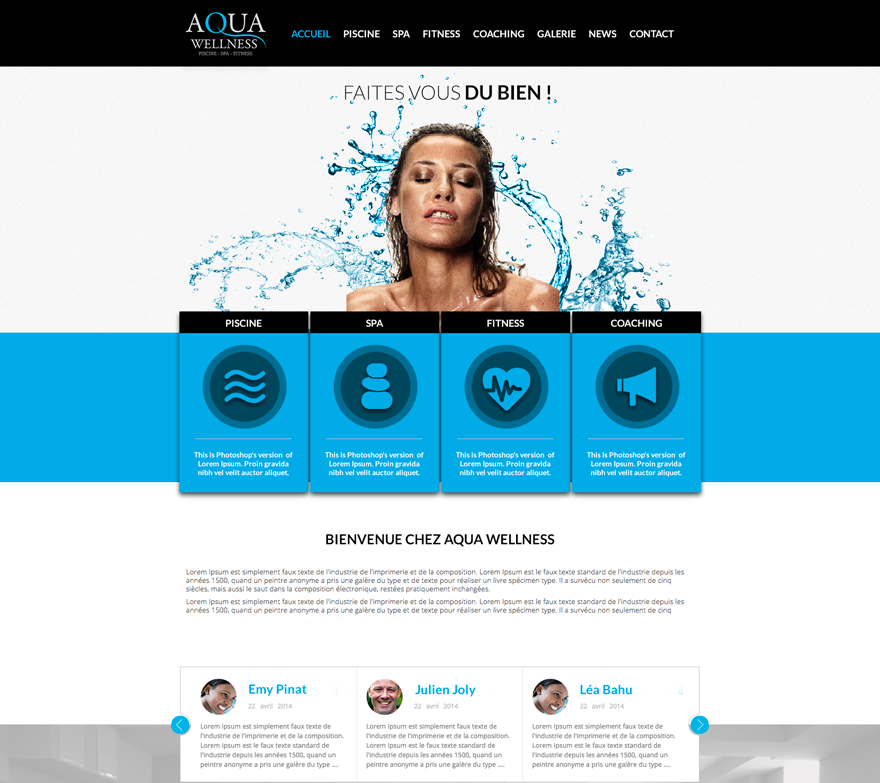 AQUA
WELLNESS
PISCINE - SPA - FITNESS
ACCUEIL PISCINE SPA FITNESS COACHING GALERIE NEWS CONTACT
FAITES VOUS DU BIEN !
PISCINE
This is Photoshop's version of
Lorem Ipsum. Proin gravida
nibh vel velit auctor aliquet.
SPA
This is Photoshop's version of
Lorem Ipsum. Proin gravida
nibh vel velit auctor aliquet.
FITNESS
This is Photoshop's version of
Lorem Ipsum. Proin gravida
nibh vel velit auctor aliquet.
COACHING
This is Photoshop's version of
Lorem Ipsum. Proin gravida
nibh vel velit auctor aliquet.
BIENVENUE CHEZ AQUA WELLNESS
Lorem Ipsum est simplement faux texte de l'industrie de l'imprimerie et de la composition. Lorem Ipsum est le faux texte standard de l'industrie depuis les
années 1500, quand un peintre anonyme a pris une galère du type et de texte pour réaliser un livre spécimen type. Il a survécu non seulement de cinq
siècles, mais aussi le saut dans la composition électronique, restées pratiquement inchangées.
Lorem Ipsum est simplement faux texte de l'industrie de l'imprimerie et de la composition. Lorem Ipsum est le faux texte standard de l'industrie depuis les
années 1500, quand un peintre anonyme a pris une galère du type et de texte pour réaliser un livre spécimen type. Il a survécu non seulement de cinq
Emy Pinat
22 avril 2014
Lorem Ipsum est simplement faux texte de
l'industrie de l'imprimerie et de la composition.
Lorem Ipsum est le faux texte standard de
l'industrie depuis les années 1500, quand un
peintre anonyme a pris une galère du type ....
Julien Joly
22 avril 2014
Lorem Ipsum est simplement faux texte de
l'industrie de l'imprimerie et de la composition.
Lorem Ipsum est le faux texte standard de
l'industrie depuis les années 1500, quand un
peintre anonyme a pris une galère du type ....
Léa Bahu
22 avril 2014
Lorem Ipsum est simplement faux texte de
l'industrie de l'imprimerie et de la composition.
Lorem Ipsum est le faux texte standard de
l'industrie depuis les années 1500, quand un
peintre anonyme a pris une galère du type ....